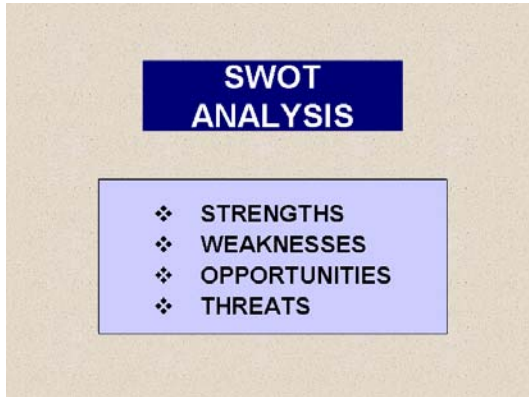 SWOT
ANALYSIS
❖ STRENGTHS
❖ WEAKNESSES
❖ OPPORTUNITIES
❖ THREATS